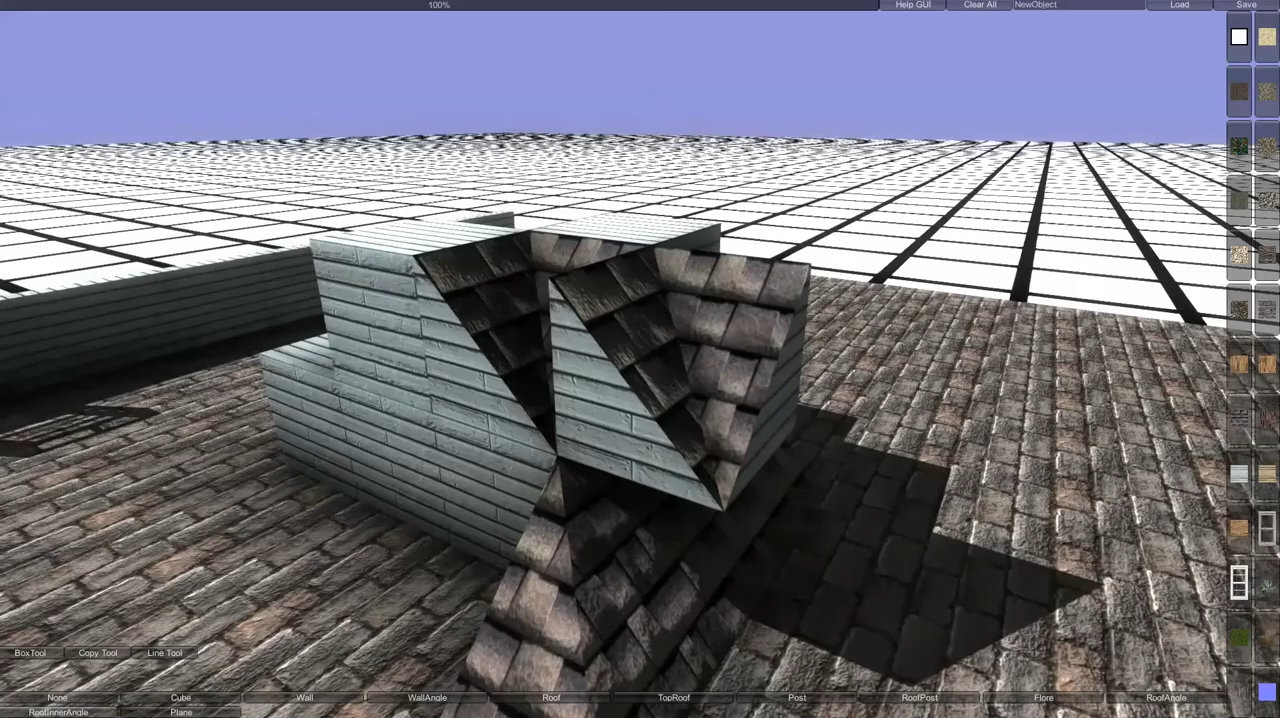 100% Help GUI Clear All NewObject Load Save
BoxTool Copy Tool Line Tool
None Cube Wall WallAngle Roof TopRoof Post RoofPost Flore RoofAngle
RoofInnerAngle Plane